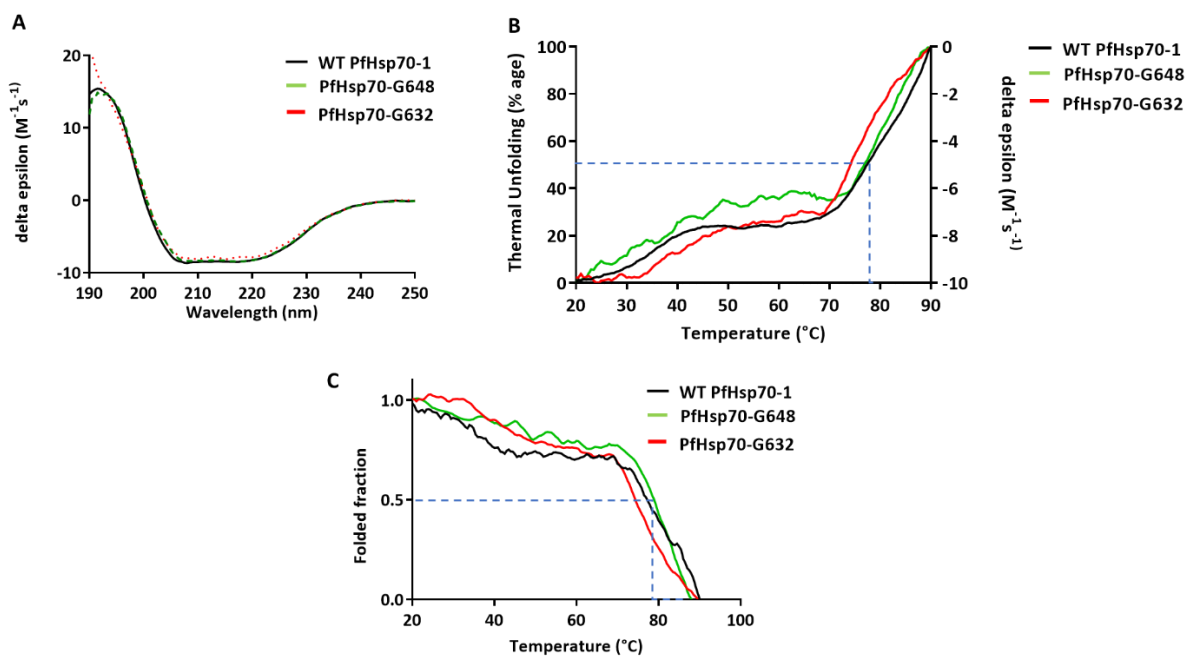 A
20
10
0
-10
190
200
210
220
230
240
250
delta epsilon (M⁻¹s⁻¹)
Wavelength (nm)
WT PfHsp70-1
PfHsp70-G648
PfHsp70-G632
B
100
80
60
40
20
0
20
30
40
50
60
70
80
90
0
-2
-4
-6
-8
-10
Thermal Unfolding (% age)
Temperature (°C)
delta epsilon (M⁻¹s⁻¹)
WT PfHsp70-1
PfHsp70-G648
PfHsp70-G632
C
1.0
0.5
0.0
20
40
60
80
100
Folded fraction
Temperature (°C)
WT PfHsp70-1
PfHsp70-G648
PfHsp70-G632